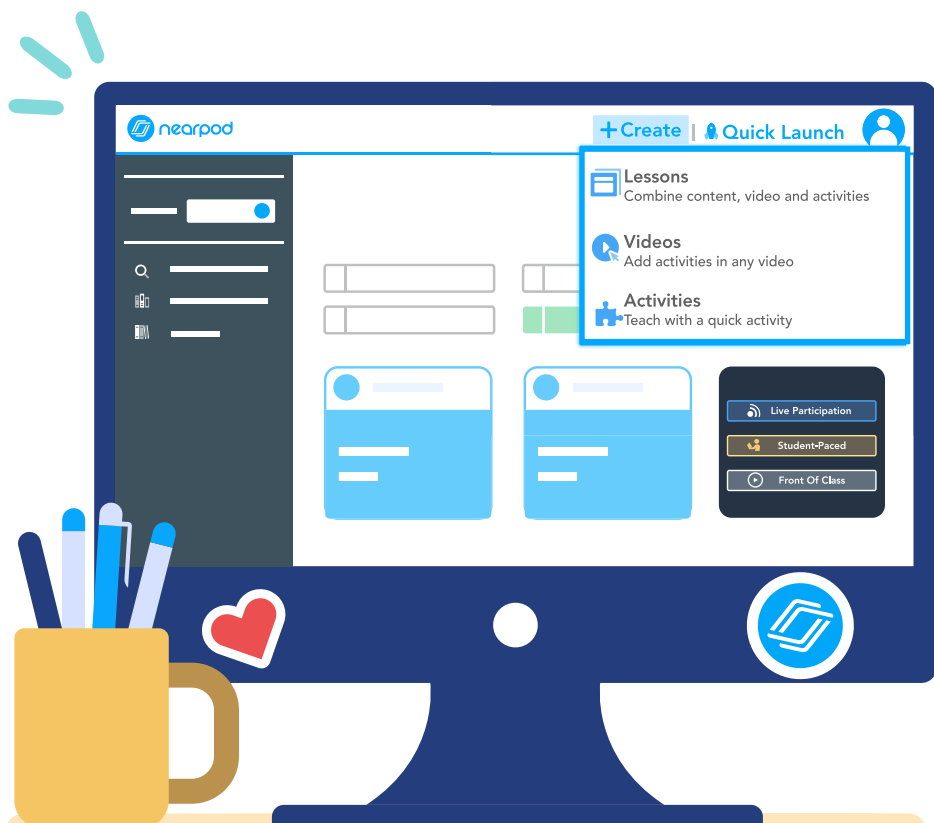 nearpod
+Create | Quick Launch
Lessons
Combine content, video and activities
Videos
Add activities in any video
Activities
Teach with a quick activity
Live Participation
Student-Paced
Front Of Class